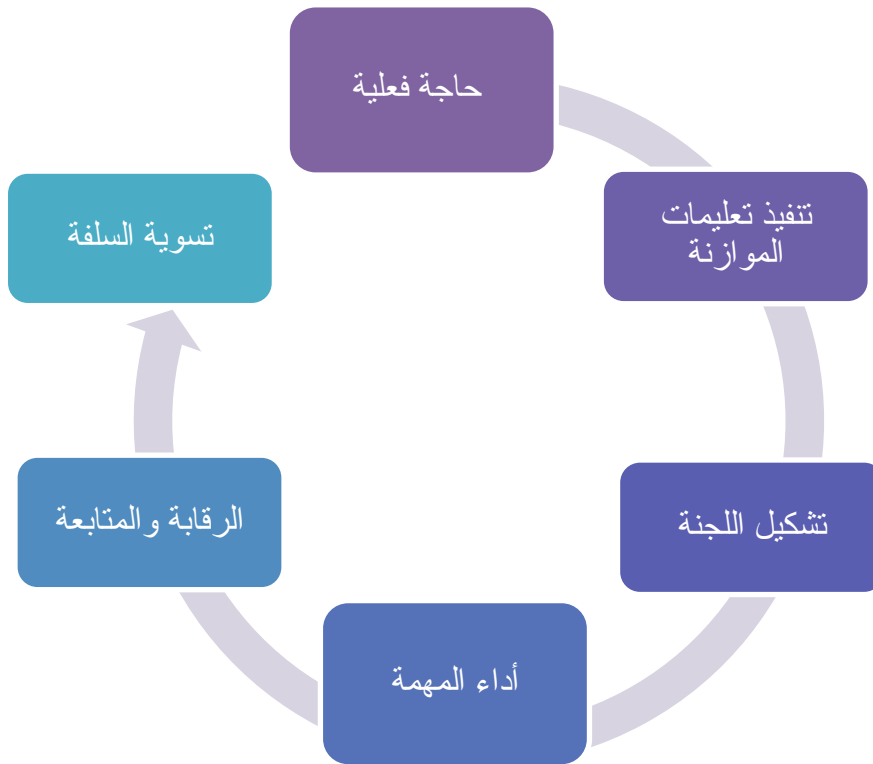 حاجة فعلية
تنفيذ تعليمات
الموازنة
تشكيل اللجنة
أداء المهمة
الرقابة والمتابعة
تسوية السلفة